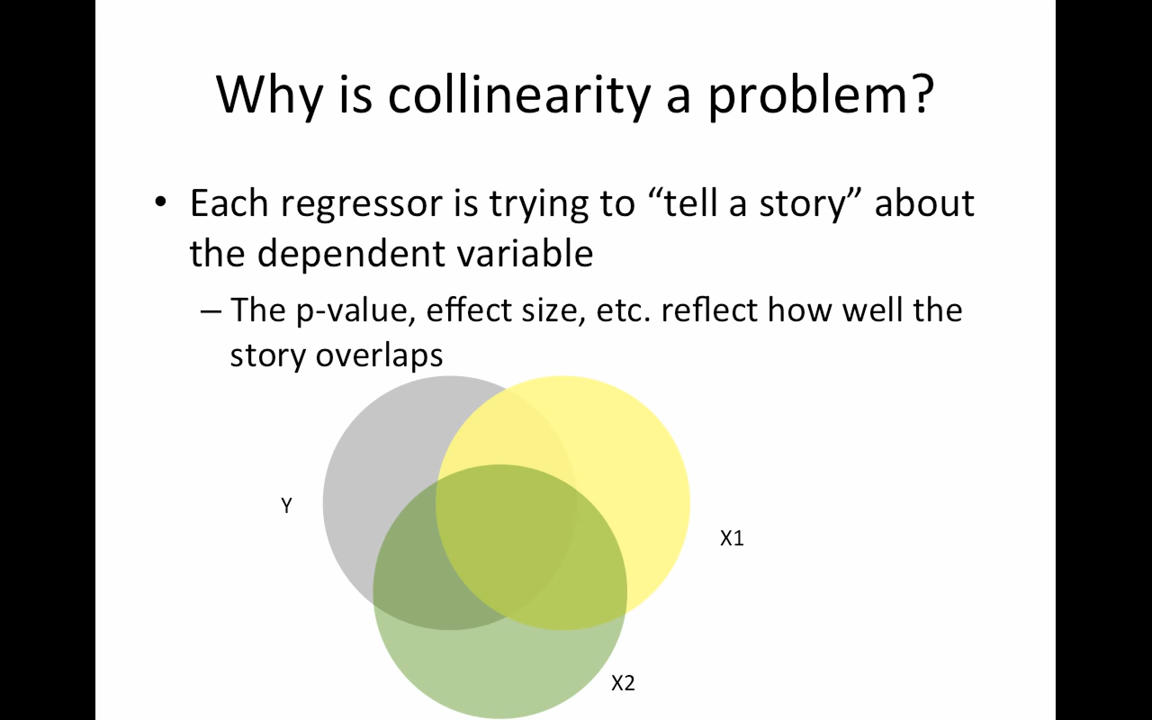 Why is collinearity a problem?
• Each regressor is trying to “tell a story” about
the dependent variable
– The p-value, effect size, etc. reflect how well the
story overlaps
Y
X1
X2